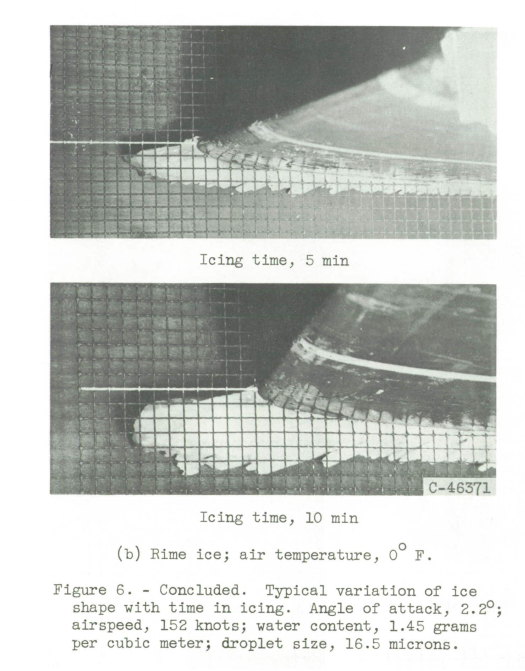 Icing time, 5 min
C-46371
Icing time, 10 min
(b) Rime ice; air temperature, 0° F.
Figure 6. - Concluded. Typical variation of ice
shape with time in icing. Angle of attack, 2.2°;
airspeed, 152 knots; water content, 1.45 grams
per cubic meter; droplet size, 16.5 microns.